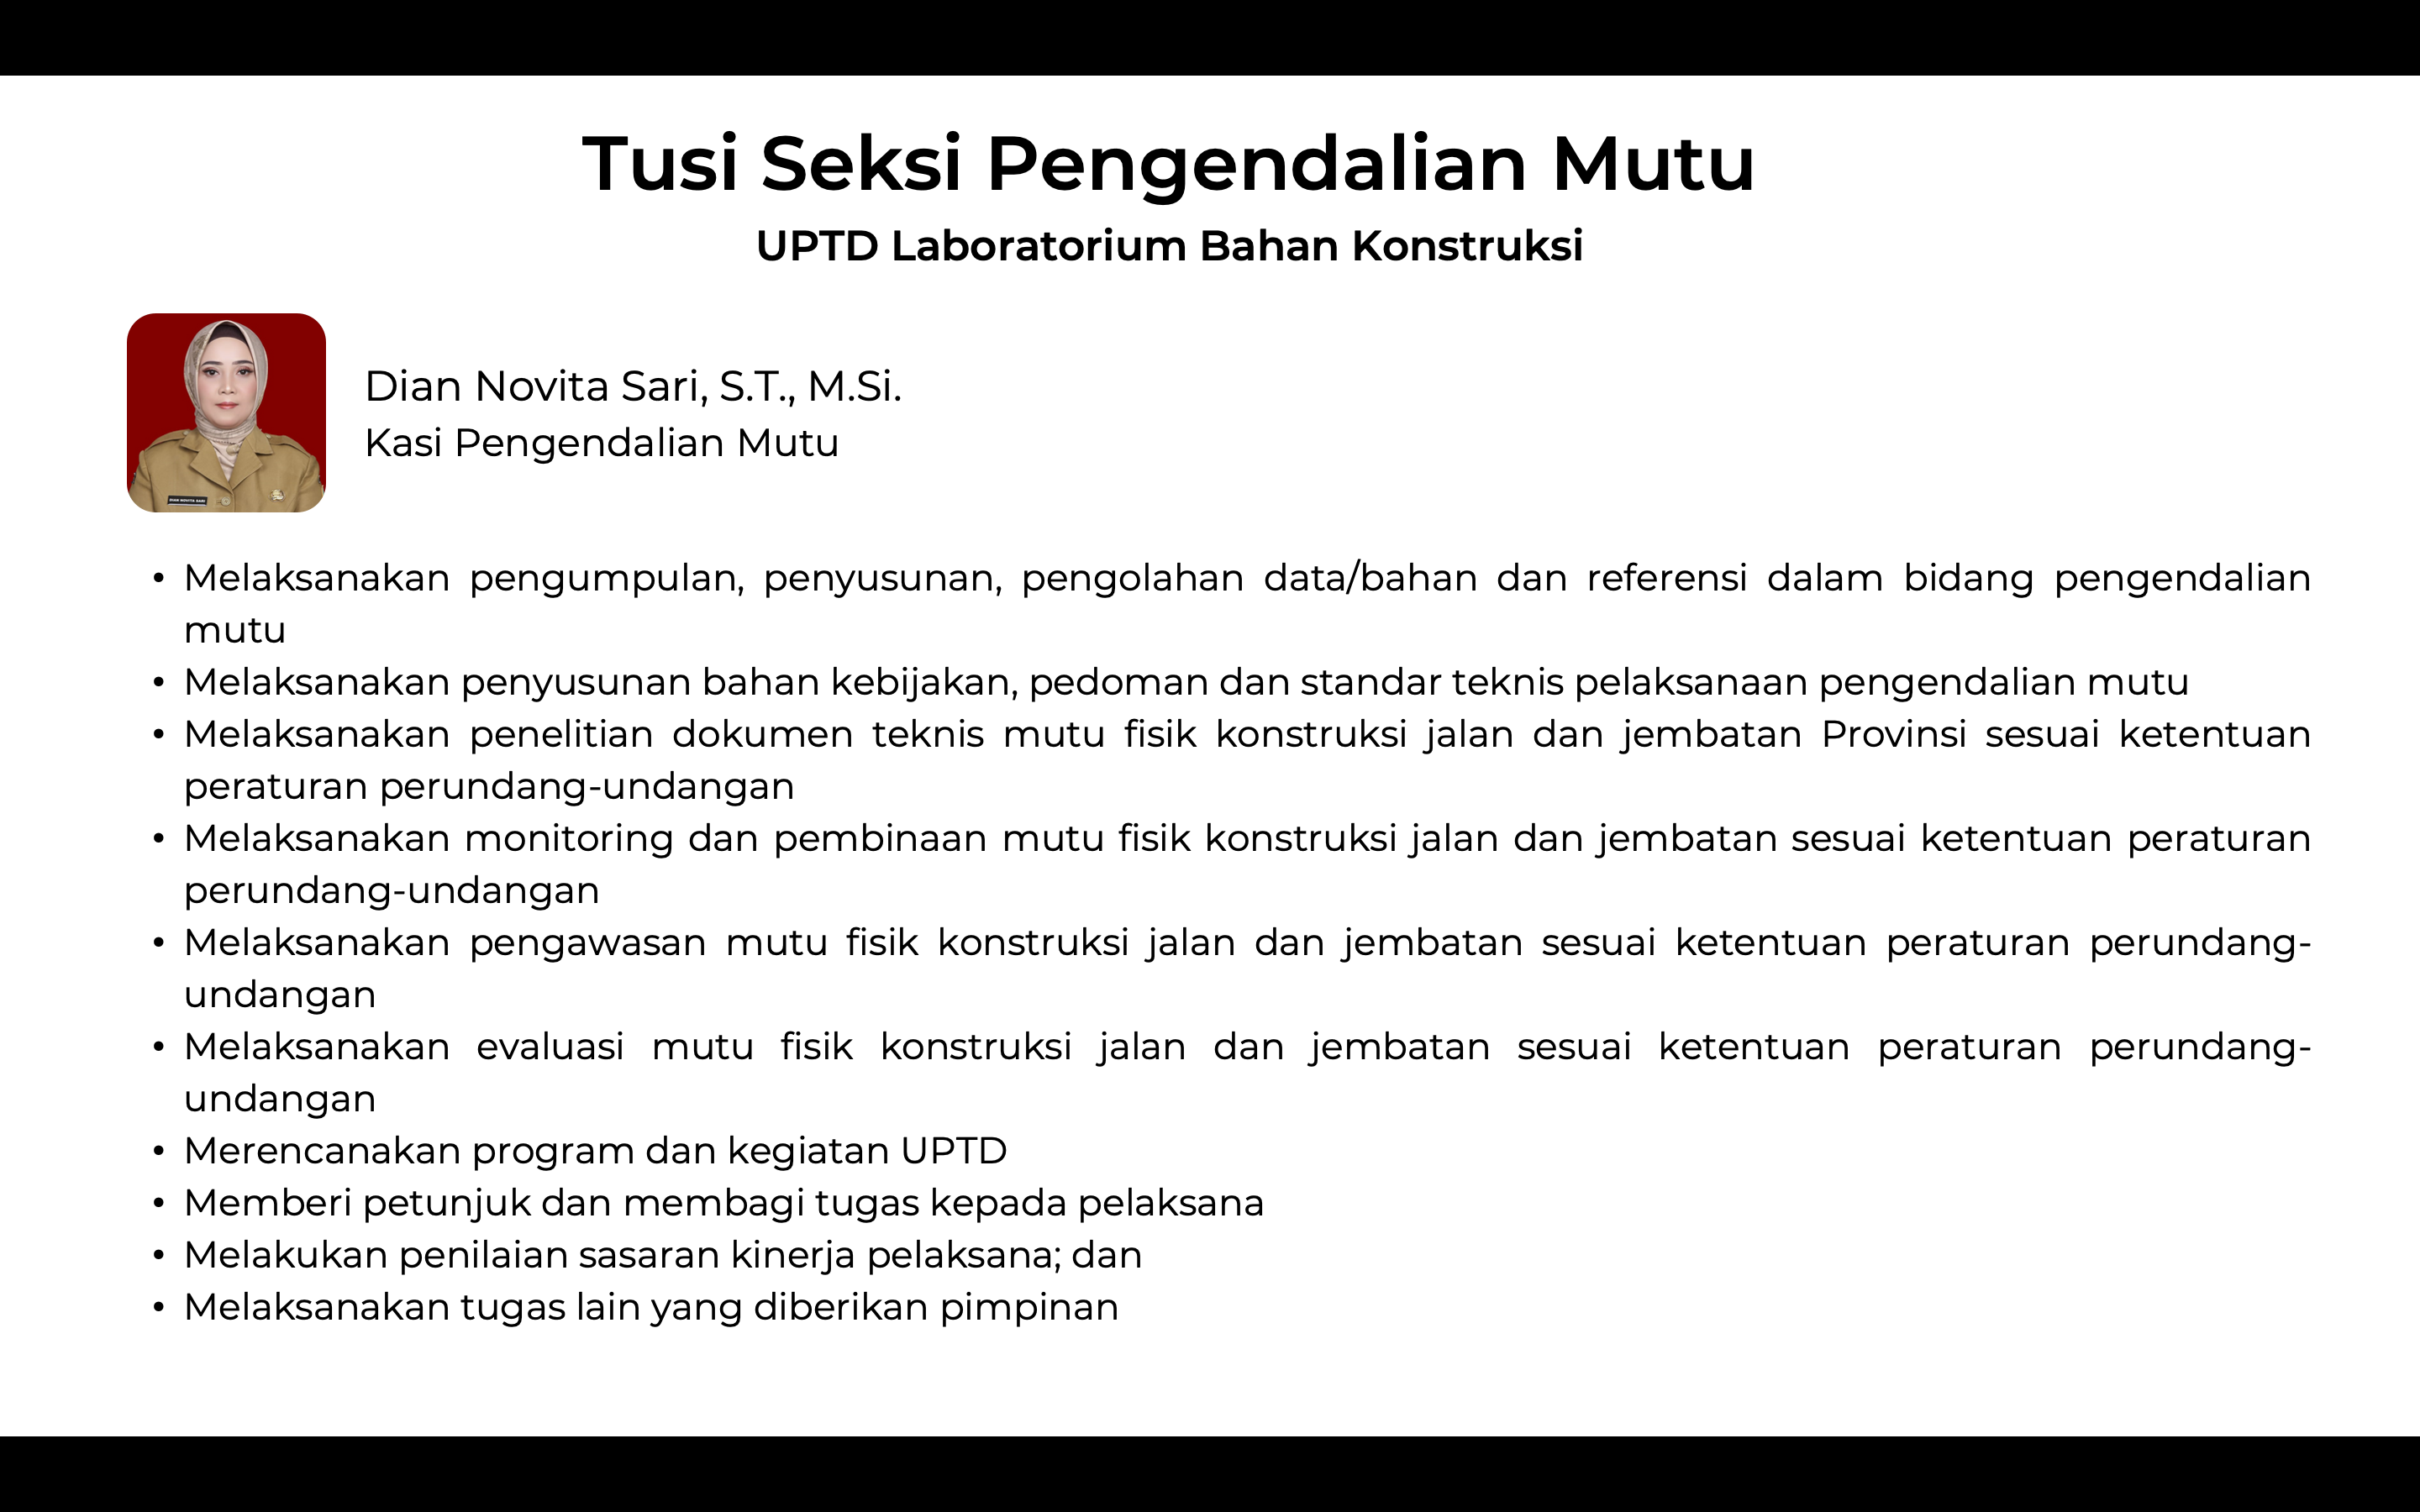 Tusi Seksi Pengendalian Mutu
UPTD Laboratorium Bahan Konstruksi
Dian Novita Sari, S.T., M.Si.
Kasi Pengendalian Mutu
DIAN NOVITA SARI
• Melaksanakan pengumpulan, penyusunan, pengolahan data/bahan dan referensi dalam bidang pengendalian
mutu
• Melaksanakan penyusunan bahan kebijakan, pedoman dan standar teknis pelaksanaan pengendalian mutu
• Melaksanakan penelitian dokumen teknis mutu fisik konstruksi jalan dan jembatan Provinsi sesuai ketentuan
peraturan perundang-undangan
• Melaksanakan monitoring dan pembinaan mutu fisik konstruksi jalan dan jembatan sesuai ketentuan peraturan
perundang-undangan
• Melaksanakan pengawasan mutu fisik konstruksi jalan dan jembatan sesuai ketentuan peraturan perundang-
undangan
• Melaksanakan evaluasi mutu fisik konstruksi jalan dan jembatan sesuai ketentuan peraturan perundang-
undangan
• Merencanakan program dan kegiatan UPTD
• Memberi petunjuk dan membagi tugas kepada pelaksana
• Melakukan penilaian sasaran kinerja pelaksana; dan
• Melaksanakan tugas lain yang diberikan pimpinan